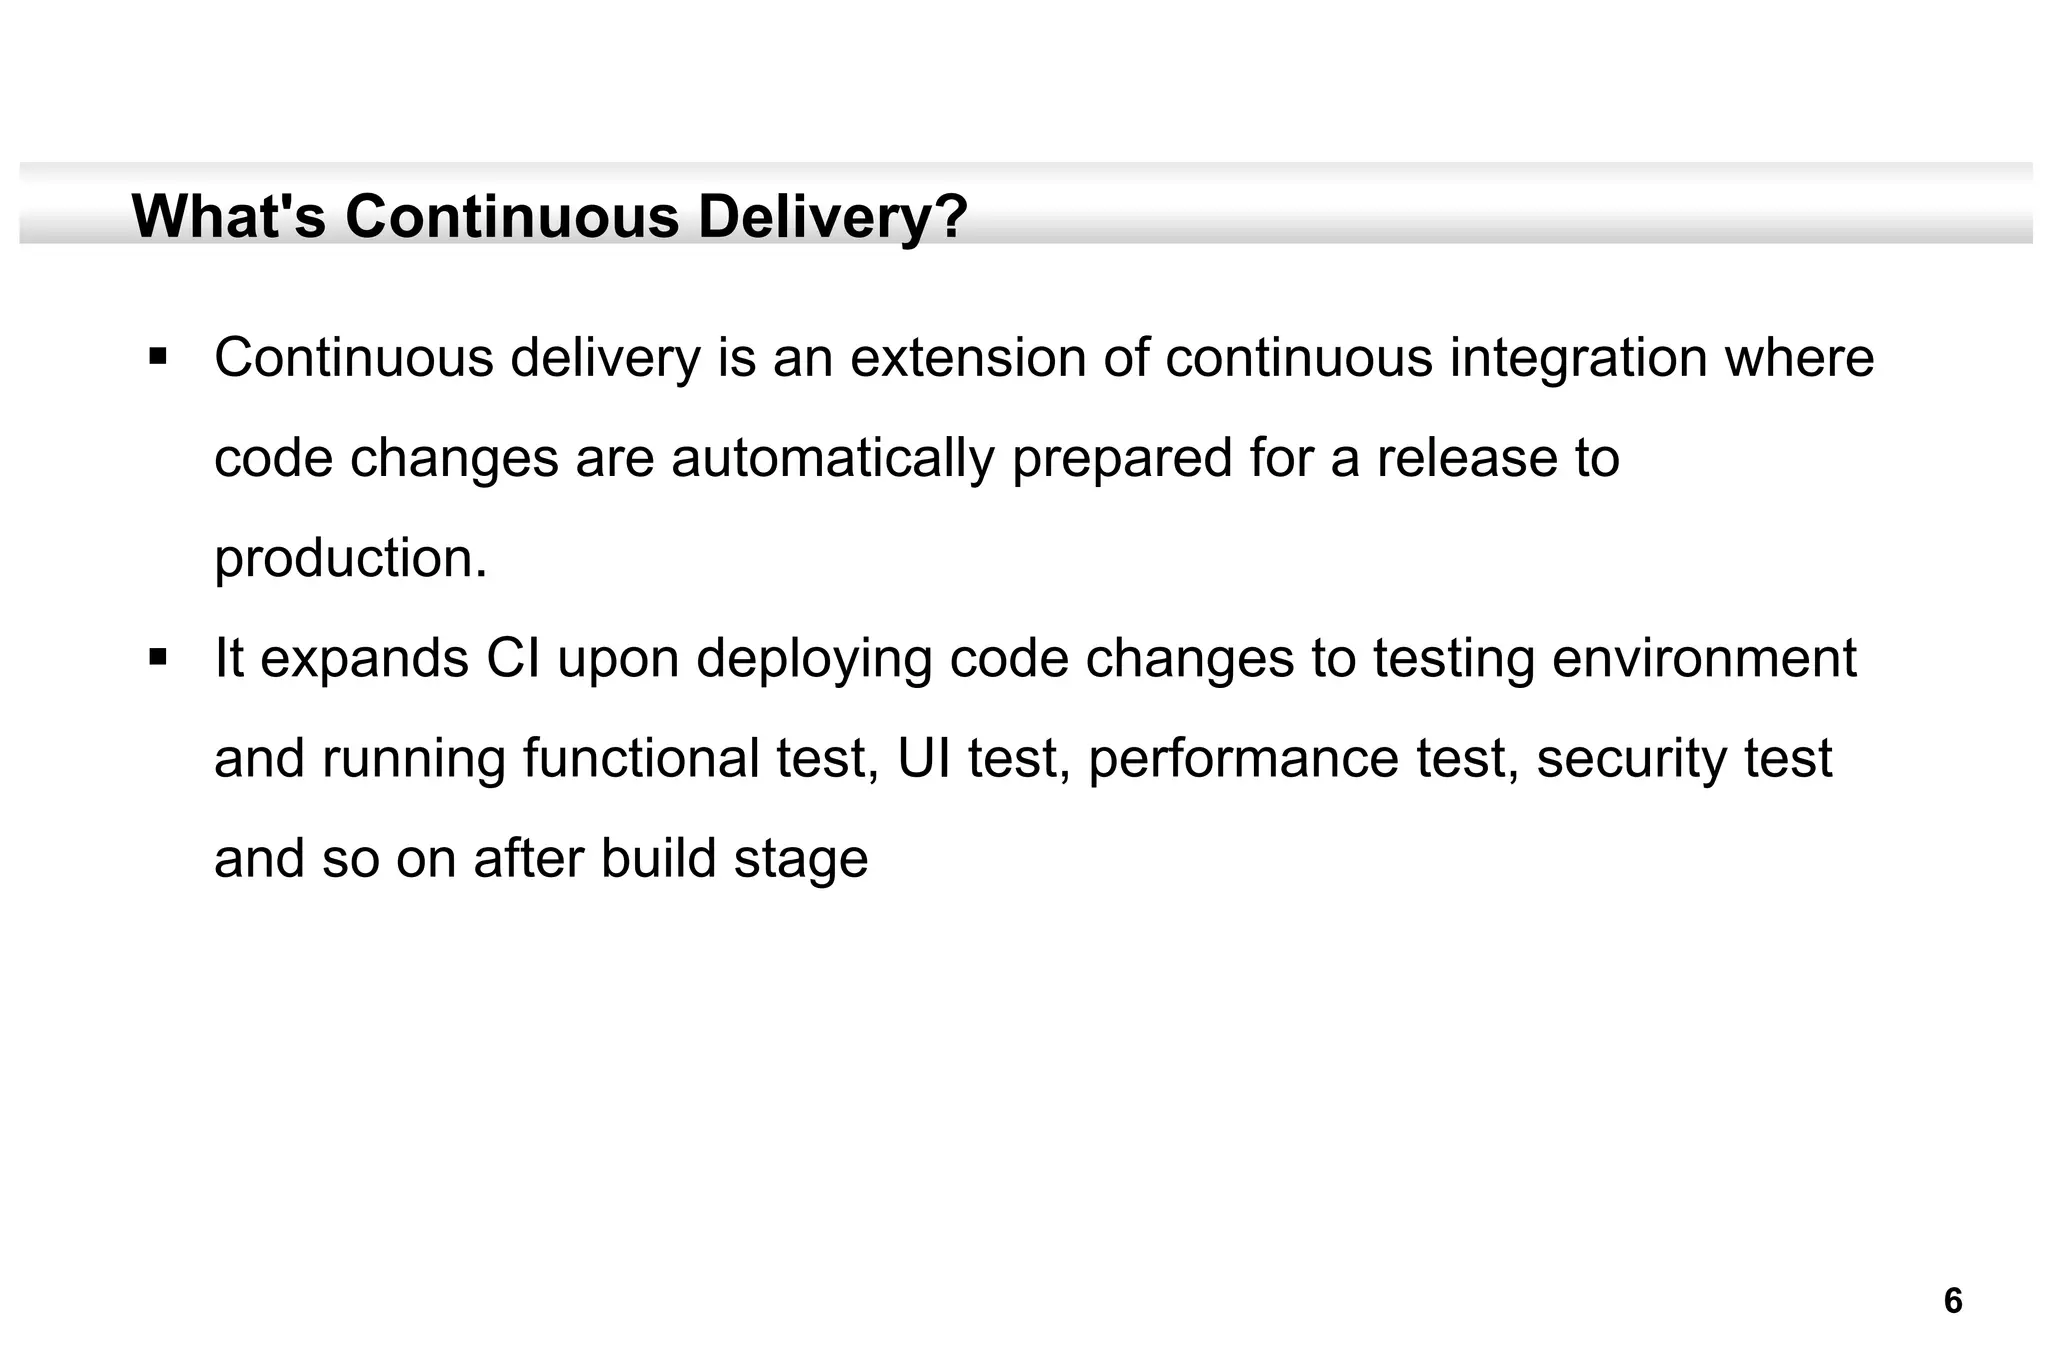 What's Continuous Delivery?
▪ Continuous delivery is an extension of continuous integration where
code changes are automatically prepared for a release to
production.
▪ It expands CI upon deploying code changes to testing environment
and running functional test, UI test, performance test, security test
and so on after build stage
6